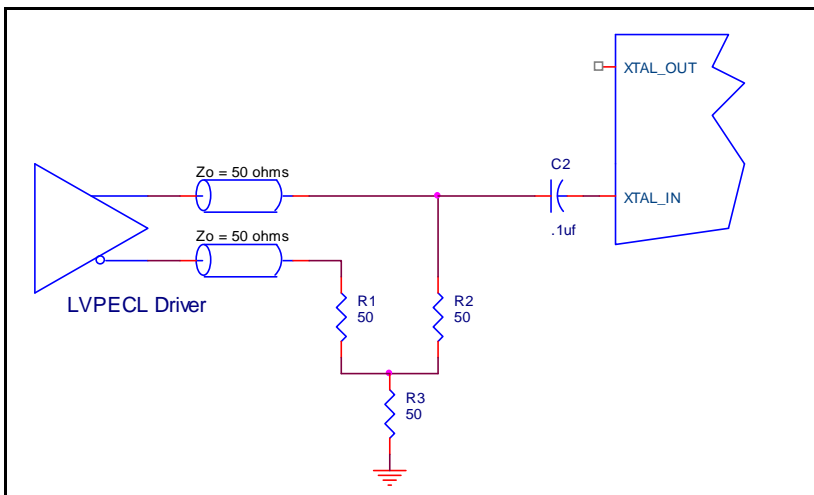 XTAL_OUT
Zo = 50 ohms
C2
XTAL_IN
.1uf
Zo = 50 ohms
LVPECL Driver
R1
50
R2
50
R3
50